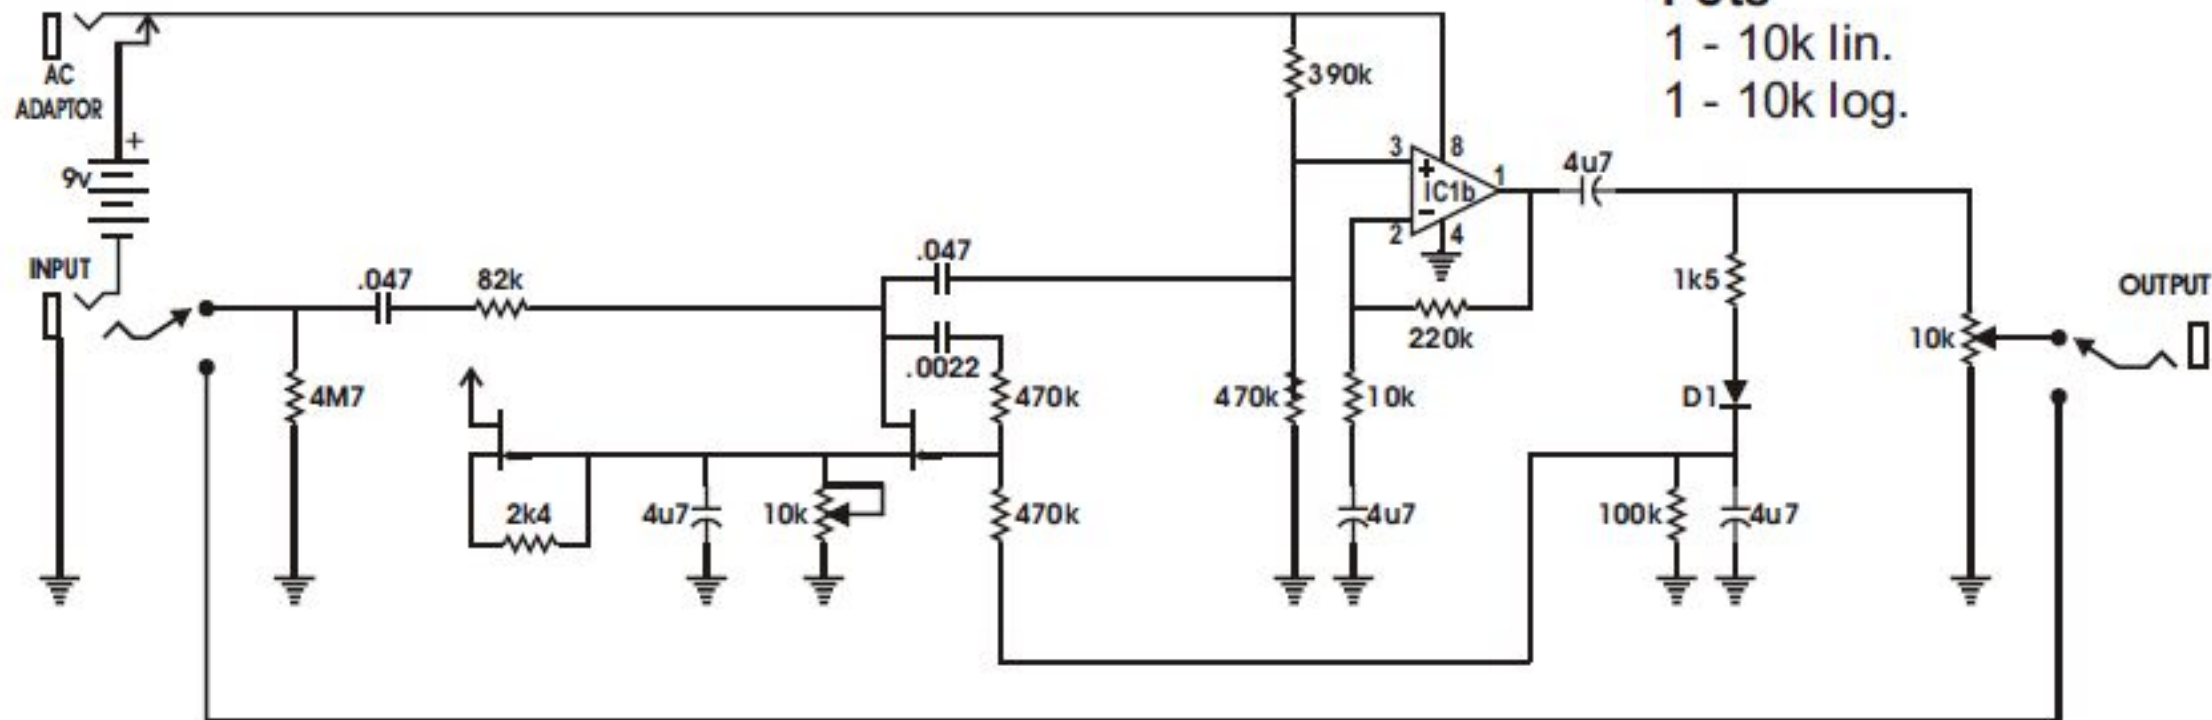 1 - 10k lin.
1 - 10k log.
AC
ADAPTOR
+
9v
INPUT
.047
82k
4M7
2k4
4u7
10k
.047
.0022
470k
470k
390k
470k
3
8
+
IC1b
1
-
2
4
220k
10k
4u7
4u7
1k5
D1
100k
4u7
10k
OUTPUT